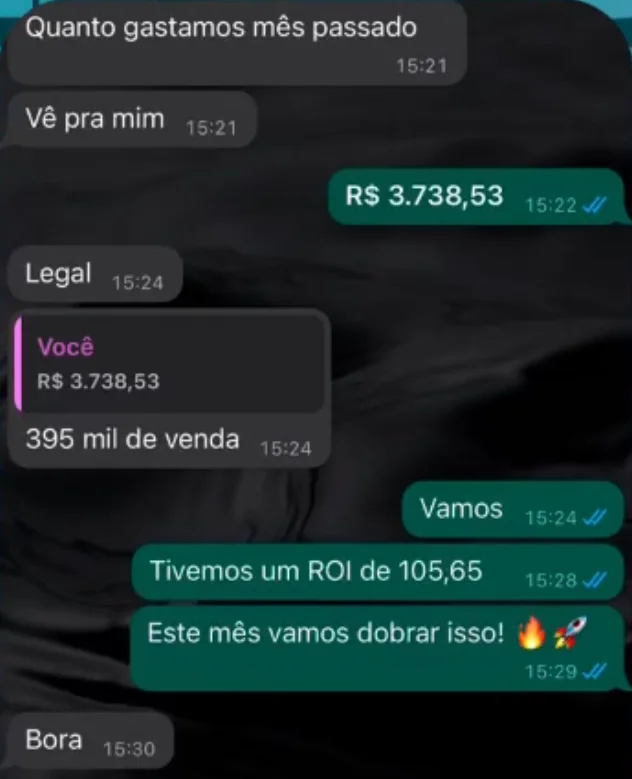 Quanto gastamos mês passado
15:21
Vê pra mim 15:21
R$ 3.738,53 15:22
Legal 15:24
Você
R$ 3.738,53
395 mil de venda 15:24
Vamos 15:24
Tivemos um ROI de 105,65 15:28
Este mês vamos dobrar isso! 🔥🚀
15:29
Bora 15:30